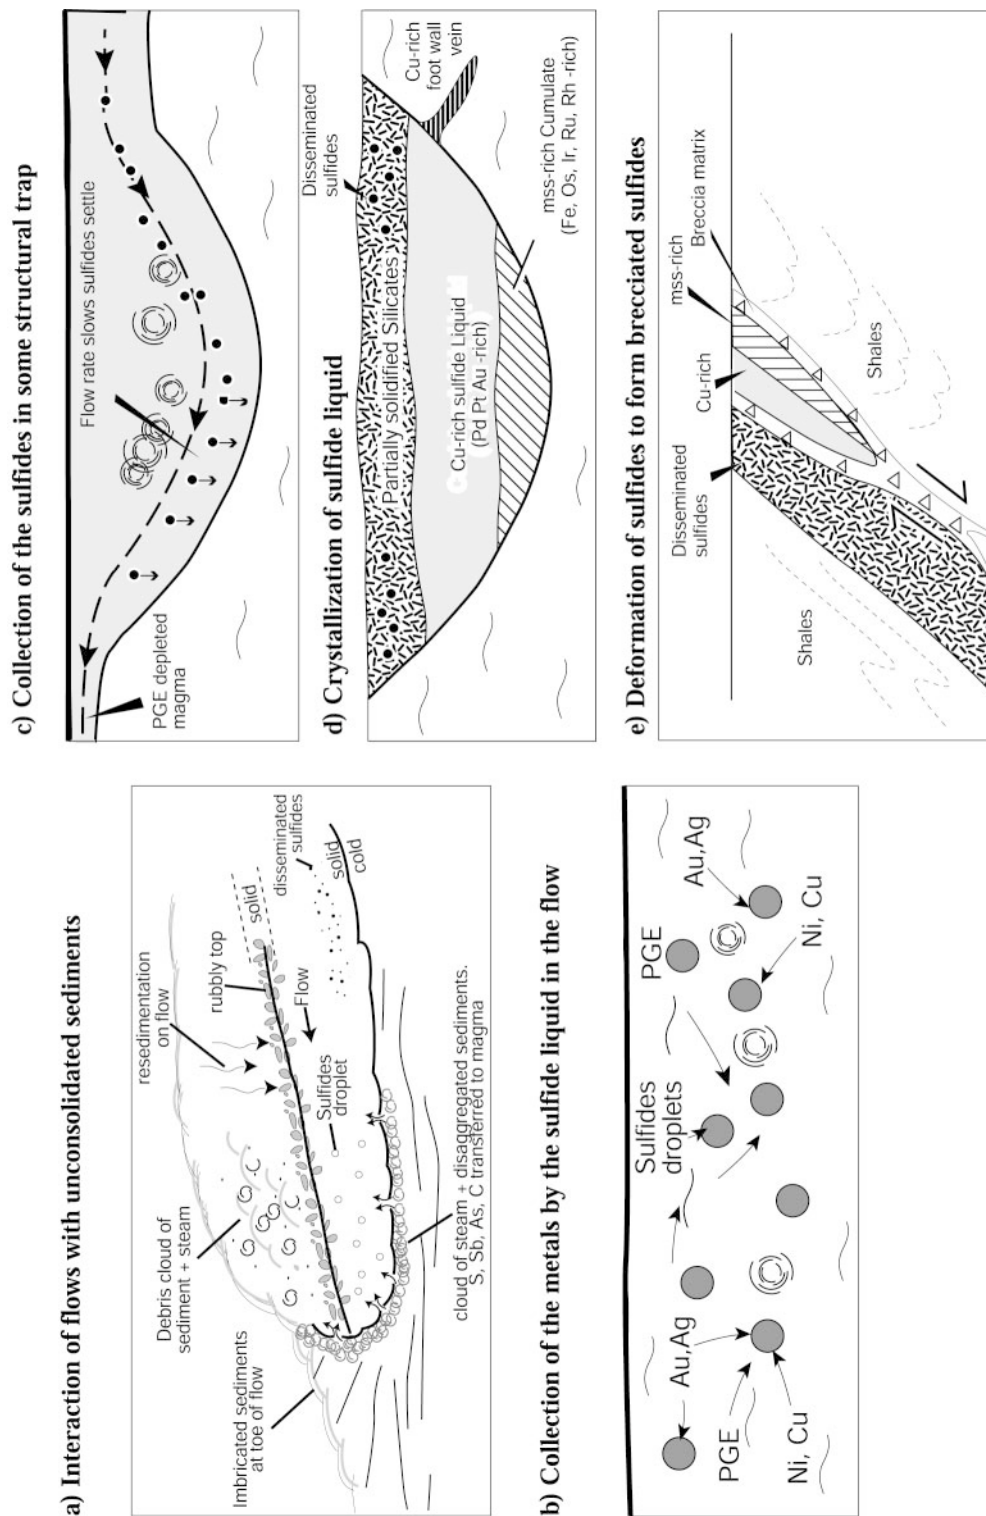 a) Interaction of flows with unconsolidated sediments
resedimentation
on flow
Debris cloud of
sediment + steam
rubbly top
solid
Imbricated sediments
at toe of flow
Flow
Sulfides
droplet
disseminated
sulfides
solid
cold
cloud of steam + disaggregated sediments.
S, Sb, As, C transferred to magma
b) Collection of the metals by the sulfide liquid in the flow
Au,Ag
Sulfides
droplets
PGE
Au,Ag
PGE
Ni, Cu
Ni, Cu
c) Collection of the sulfides in some structural trap
Flow rate slows sulfides settle
PGE depleted
magma
d) Crystallization of sulfide liquid
Disseminated
sulfides
Cu-rich
foot wall
vein
Partially solidified Silicates
Cu-rich sulfide Liquid
(Pd Pt Au -rich)
mss-rich Cumulate
(Fe, Os, Ir, Ru, Rh -rich)
e) Deformation of sulfides to form brecciated sulfides
Disseminated
sulfides
Cu-rich
mss-rich
Breccia matrix
Shales
Shales